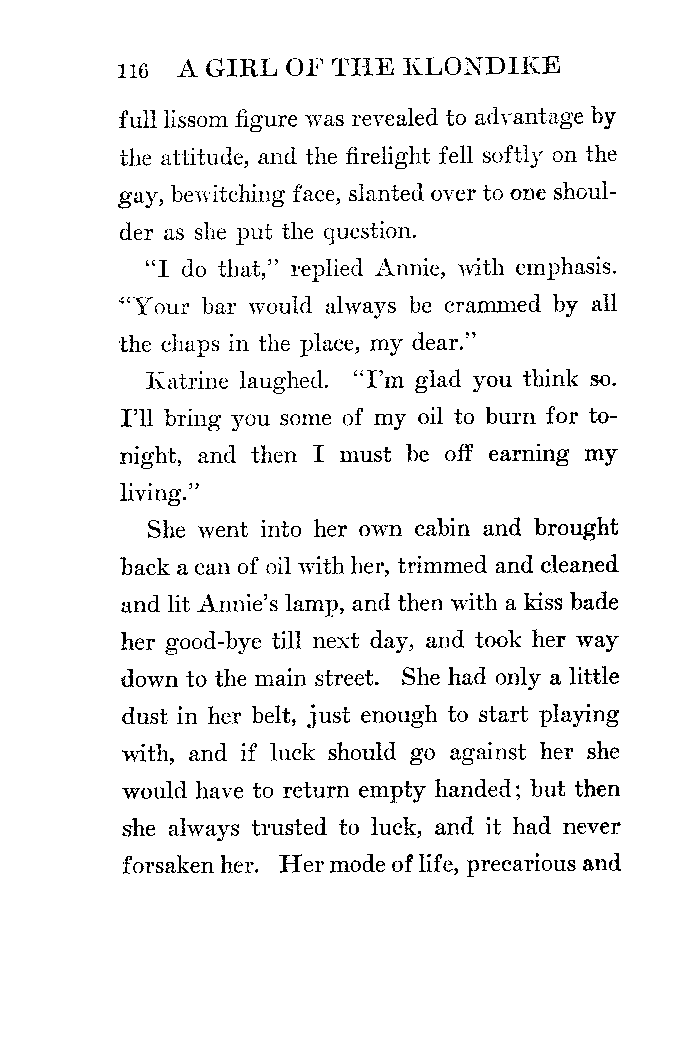 116 A GIRL OF THE KLONDIKE
full lissom figure was revealed to advantage by
the attitude, and the firelight fell softly on the
gay, bewitching face, slanted over to one shoul-
der as she put the question.
“I do that,” replied Annie, with emphasis.
“Your bar would always be crammed by all
the chaps in the place, my dear.”
Katrine laughed. “I’m glad you think so.
I’ll bring you some of my oil to burn for to-
night, and then I must be off earning my
living.”
She went into her own cabin and brought
back a can of oil with her, trimmed and cleaned
and lit Annie’s lamp, and then with a kiss bade
her good-bye till next day, and took her way
down to the main street. She had only a little
dust in her belt, just enough to start playing
with, and if luck should go against her she
would have to return empty handed; but then
she always trusted to luck, and it had never
forsaken her. Her mode of life, precarious and